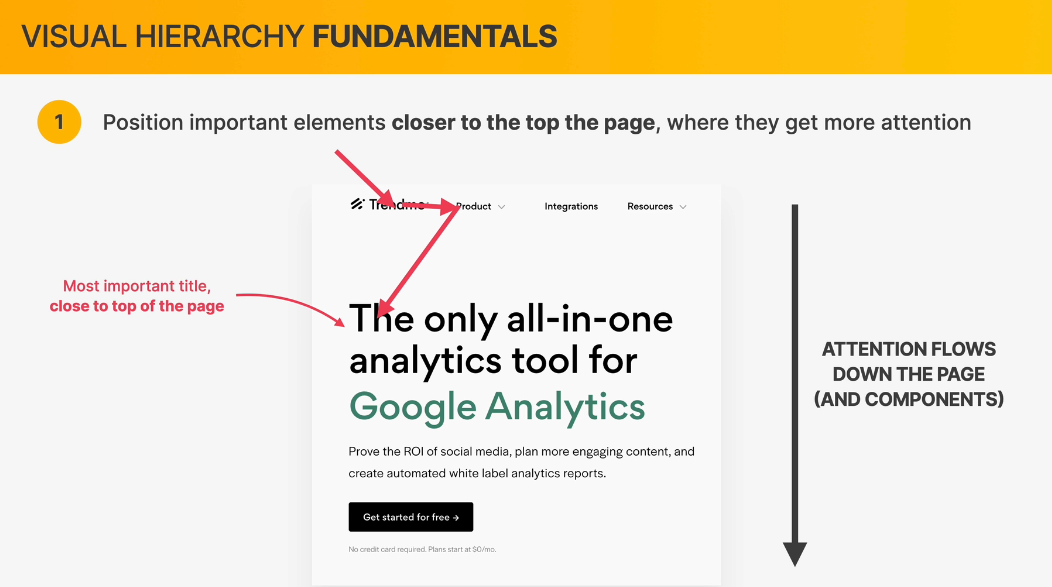 VISUAL HIERARCHY FUNDAMENTALS
1
Position important elements closer to the top the page, where they get more attention
Product
Integrations
Resources
Most important title,
close to top of the page
The only all-in-one
analytics tool for
Google Analytics
Prove the ROI of social media, plan more engaging content, and
create automated white label analytics reports.
Get started for free →
No credit card required. Plans start at $0/mo.
ATTENTION FLOWS
DOWN THE PAGE
(AND COMPONENTS)